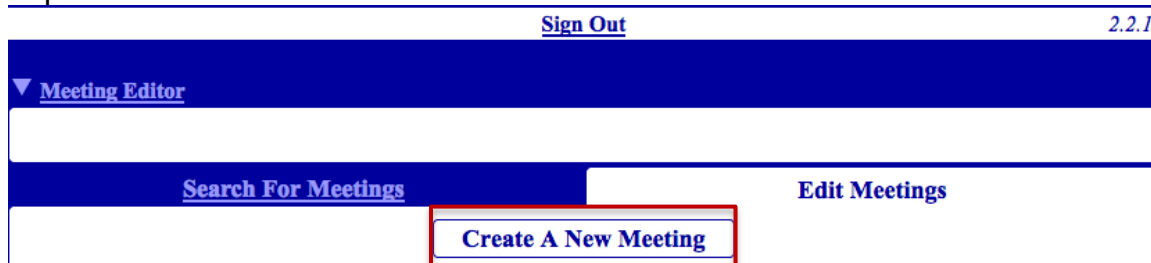 Sign Out 2.2.1
▼ Meeting Editor
Search For Meetings Edit Meetings
Create A New Meeting